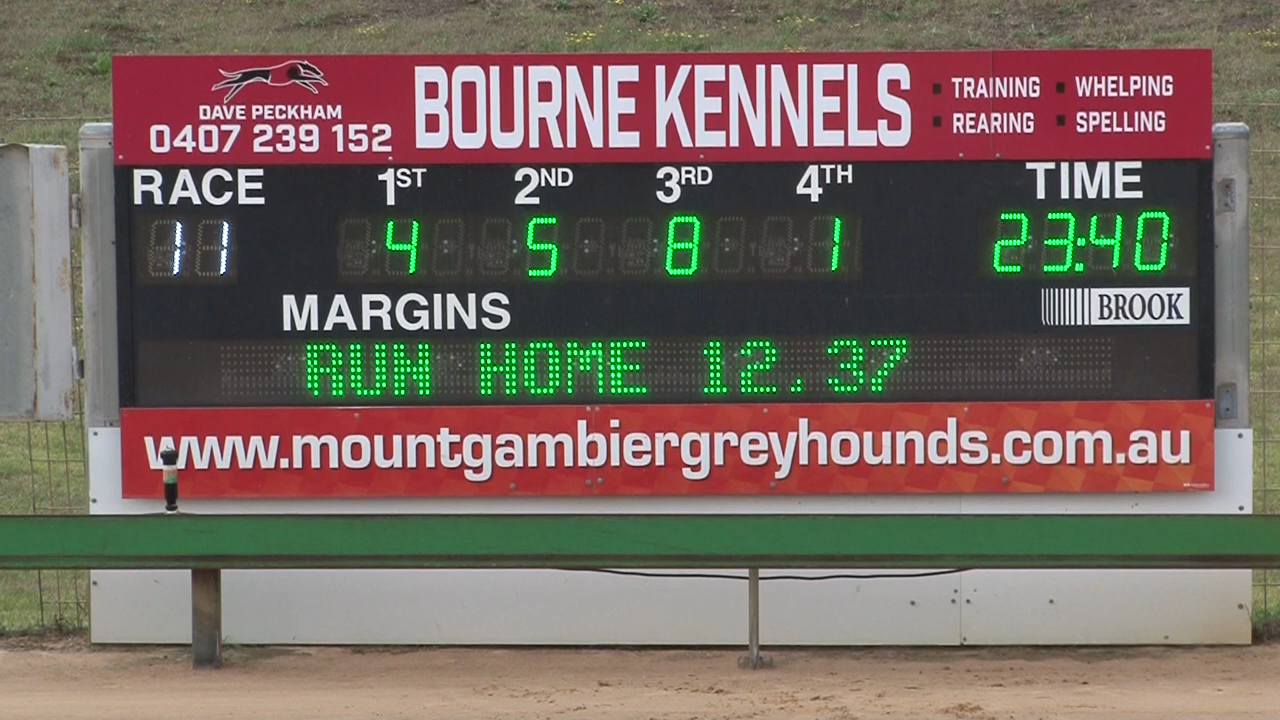 DAVE PECKHAM
0407 239 152
BOURNE KENNELS
TRAINING WHELPING
REARING SPELLING
RACE 1ST 2ND 3RD 4TH TIME
11 4 5 8 1 23:40
MARGINS
BROOK
RUN HOME 12.37
www.mountgambiergreyhounds.com.au